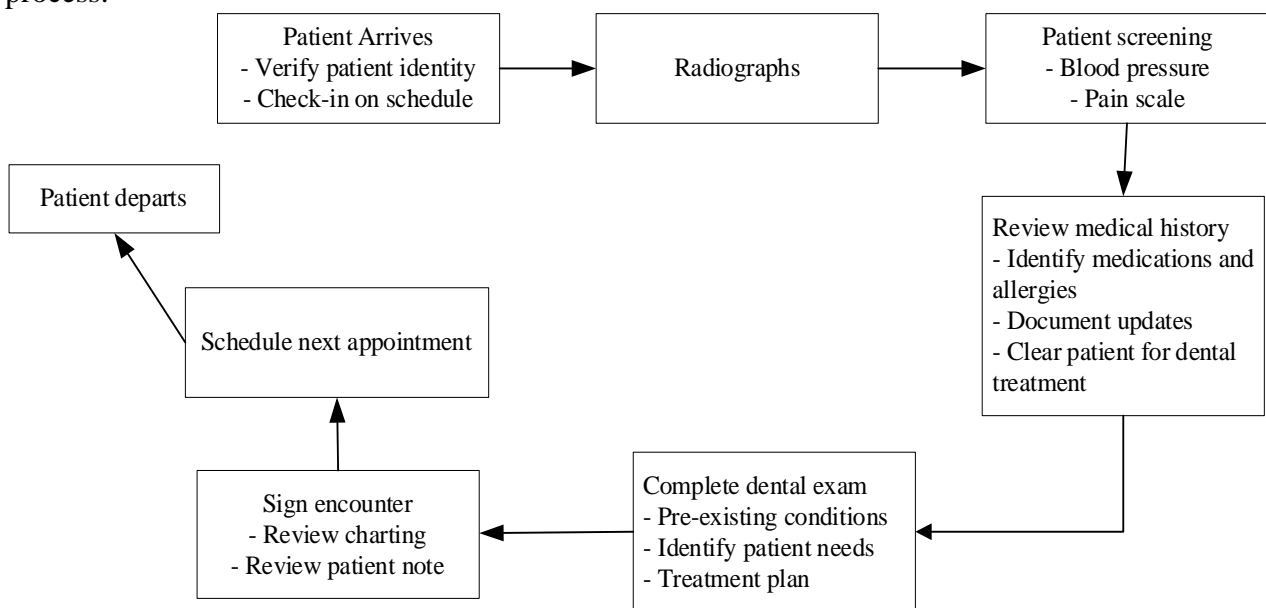 process.
Patient Arrives
- Verify patient identity
- Check-in on schedule
Radiographs
Patient screening
- Blood pressure
- Pain scale
Review medical history
- Identify medications and
allergies
- Document updates
- Clear patient for dental
treatment
Complete dental exam
- Pre-existing conditions
- Identify patient needs
- Treatment plan
Sign encounter
- Review charting
- Review patient note
Schedule next appointment
Patient departs